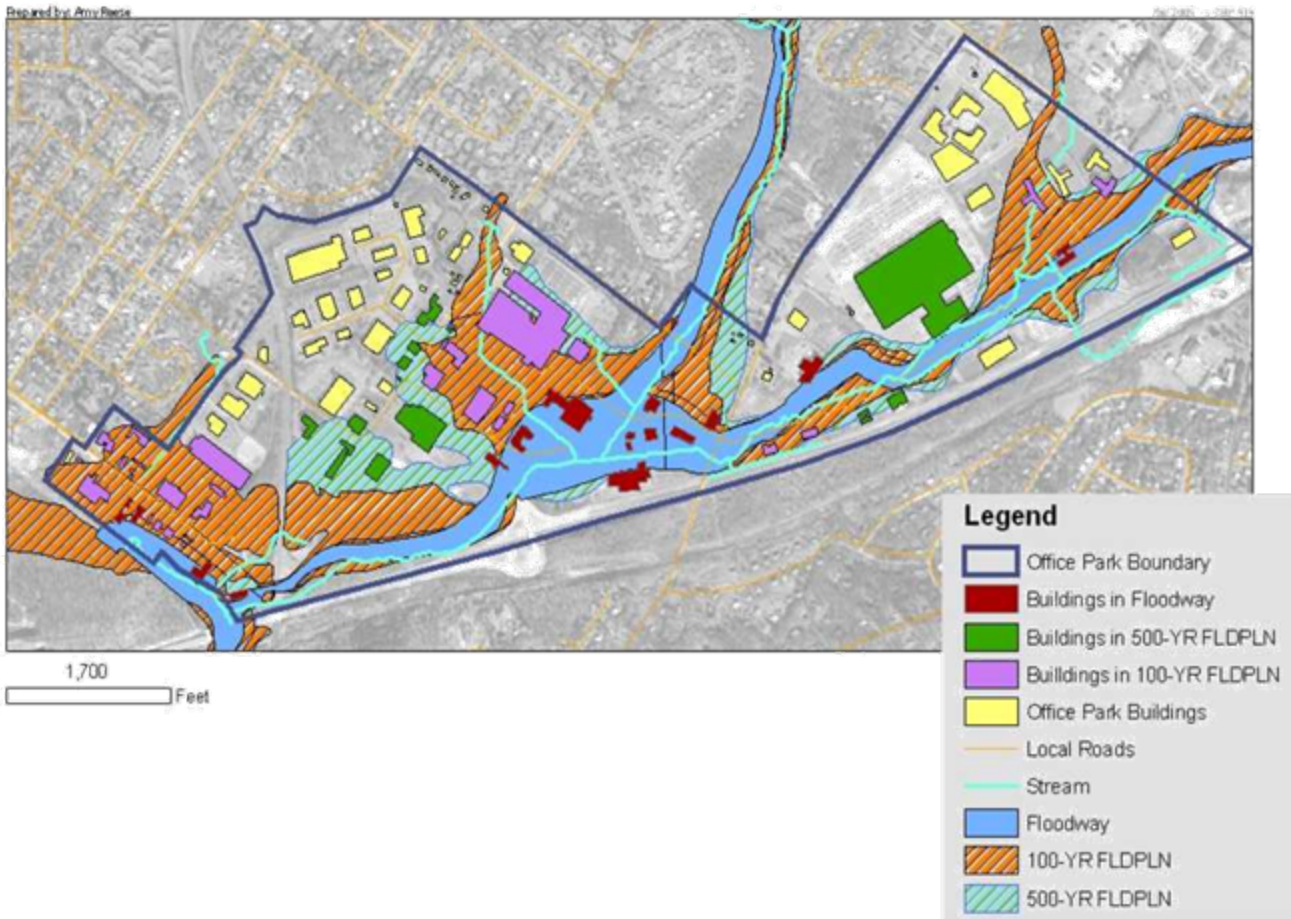 Prepared by: Amy Reese
1,700
Feet
Legend
Office Park Boundary
Buildings in Floodway
Buildings in 500-YR FLDPLN
Builldings in 100-YR FLDPLN
Office Park Buildings
Local Roads
Stream
Floodway
100-YR FLDPLN
500-YR FLDPLN